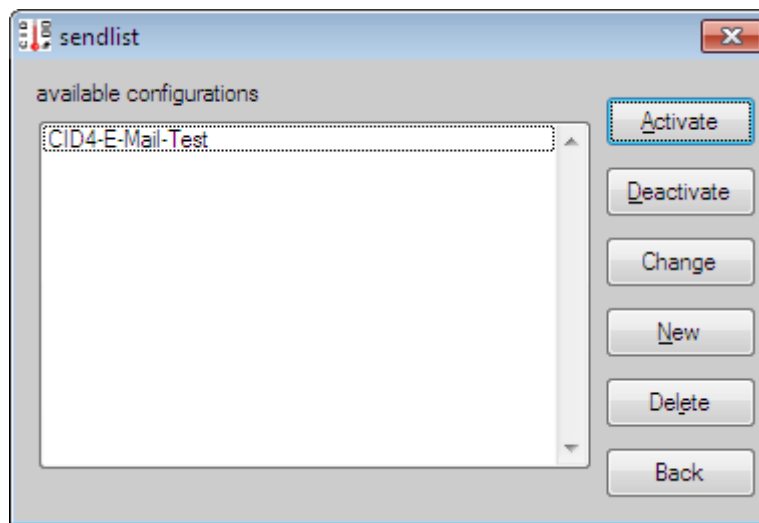 sendlist
available configurations
CID4-E-Mail-Test
Activate
Deactivate
Change
New
Delete
Back